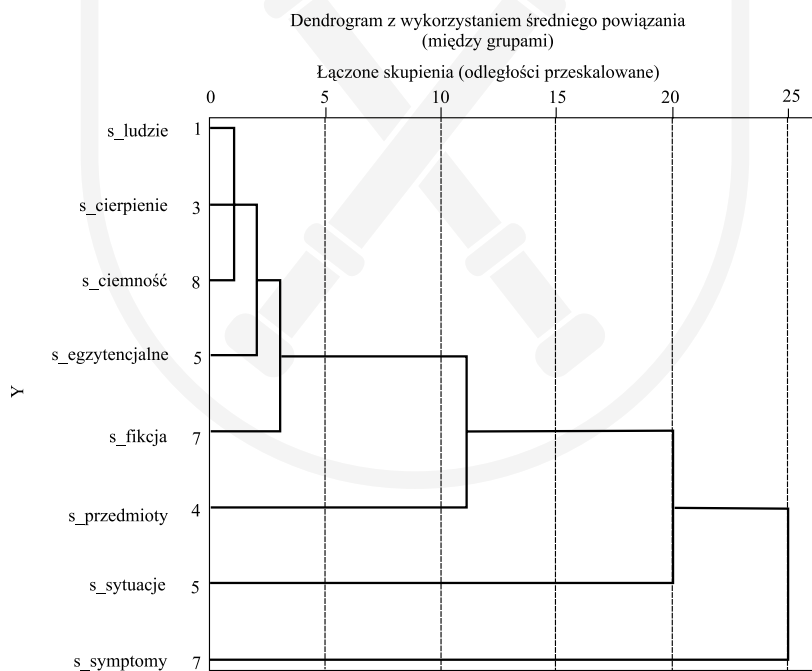 Dendrogram z wykorzystaniem średniego powiązania
(między grupami)
Łączone skupienia (odległości przeskalowane)
0 5 10 15 20 25
s_ludzie 1
s_cierpienie 3
s_ciemność 8
s_egzytencjalne 5
Y
s_fikcja 7
s_przedmioty 4
s_sytuacje 5
s_symptomy 7